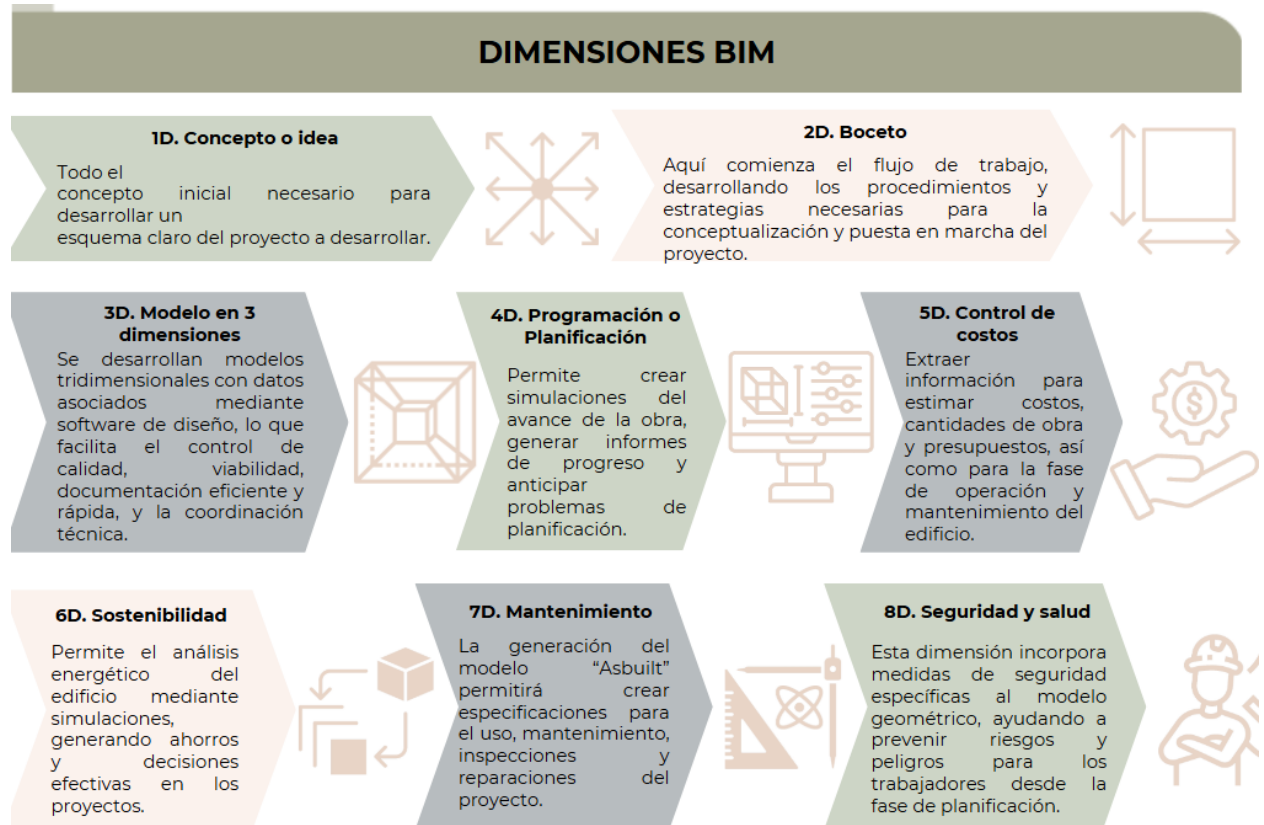 DIMENSIONES BIM
1D. Concepto o idea
Todo el
concepto inicial necesario para
desarrollar un
esquema claro del proyecto a desarrollar.
2D. Boceto
Aquí comienza el flujo de trabajo,
desarrollando los procedimientos y
estrategias necesarias para la
conceptualización y puesta en marcha del
proyecto.
3D. Modelo en 3
dimensiones
Se desarrollan modelos
tridimensionales con datos
asociados mediante
software de diseño, lo que
facilita el control de
calidad, viabilidad,
documentación eficiente y
rápida, y la coordinación
técnica.
4D. Programación o
Planificación
Permite crear
simulaciones del
avance de la obra,
generar informes
de progreso y
anticipar
problemas de
planificación.
5D. Control de
costos
Extraer
información para
estimar costos,
cantidades de obra
y presupuestos, así
como para la fase
de operación y
mantenimiento del
edificio.
$
6D. Sostenibilidad
Permite el análisis
energético del
edificio mediante
simulaciones,
generando ahorros
y decisiones
efectivas en los
proyectos.
7D. Mantenimiento
La generación del
modelo “Asbuilt”
permitirá crear
especificaciones para
el uso, mantenimiento,
inspecciones y
reparaciones del
proyecto.
8D. Seguridad y salud
Esta dimensión incorpora
medidas de seguridad
específicas al modelo
geométrico, ayudando a
prevenir riesgos y
peligros para los
trabajadores desde la
fase de planificación.